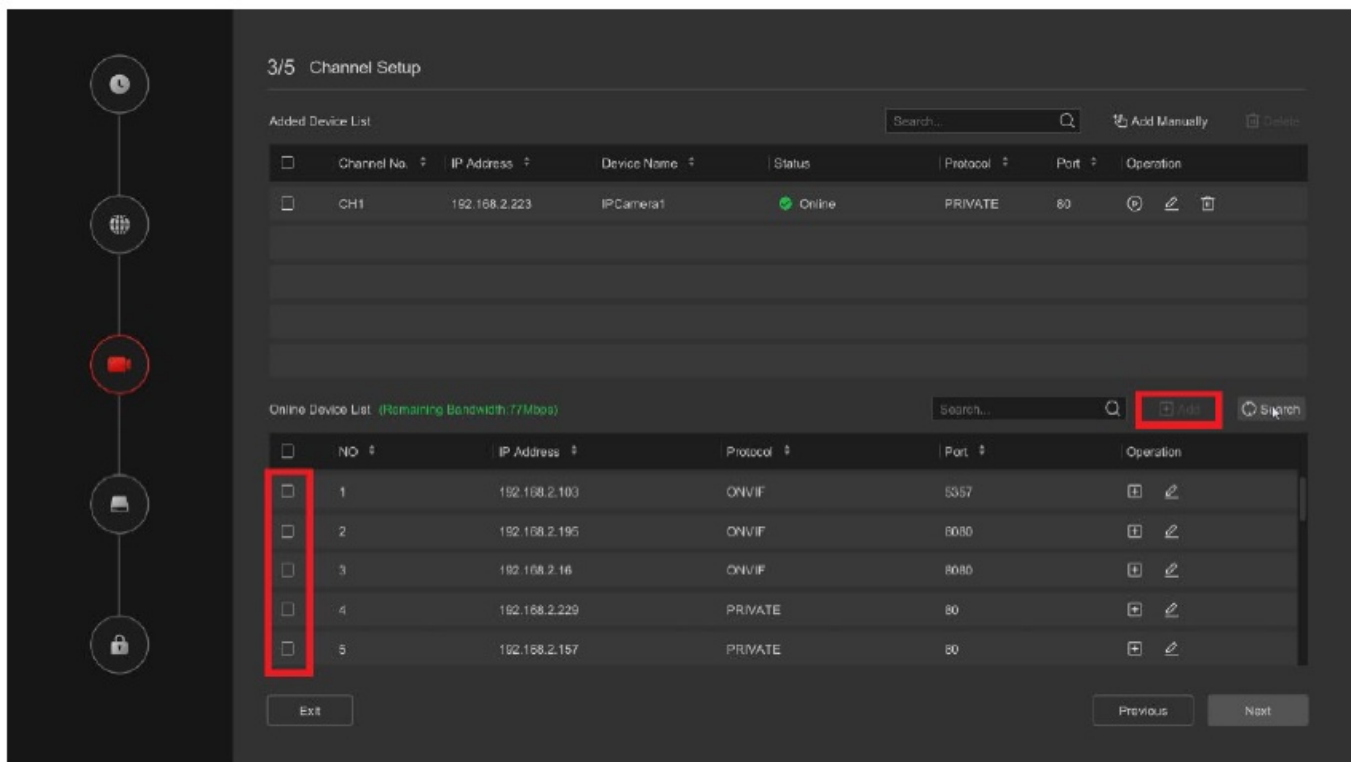 3/5 Channel Setup
Added Device List Search... Add Manually Delete
Channel No. IP Address Device Name Status Protocol Port Operation
CH1 192.168.2.223 IPCamera1 Online PRIVATE 80
Online Device List (Remaining Bandwidth:77Mbps) Search... Add Search
NO IP Address Protocol Port Operation
1 192.168.2.103 ONVIF 5357
2 192.168.2.195 ONVIF 8080
3 192.168.2.16 ONVIF 8080
4 192.168.2.229 PRIVATE 80
5 192.168.2.157 PRIVATE 80
Exit Previous Next